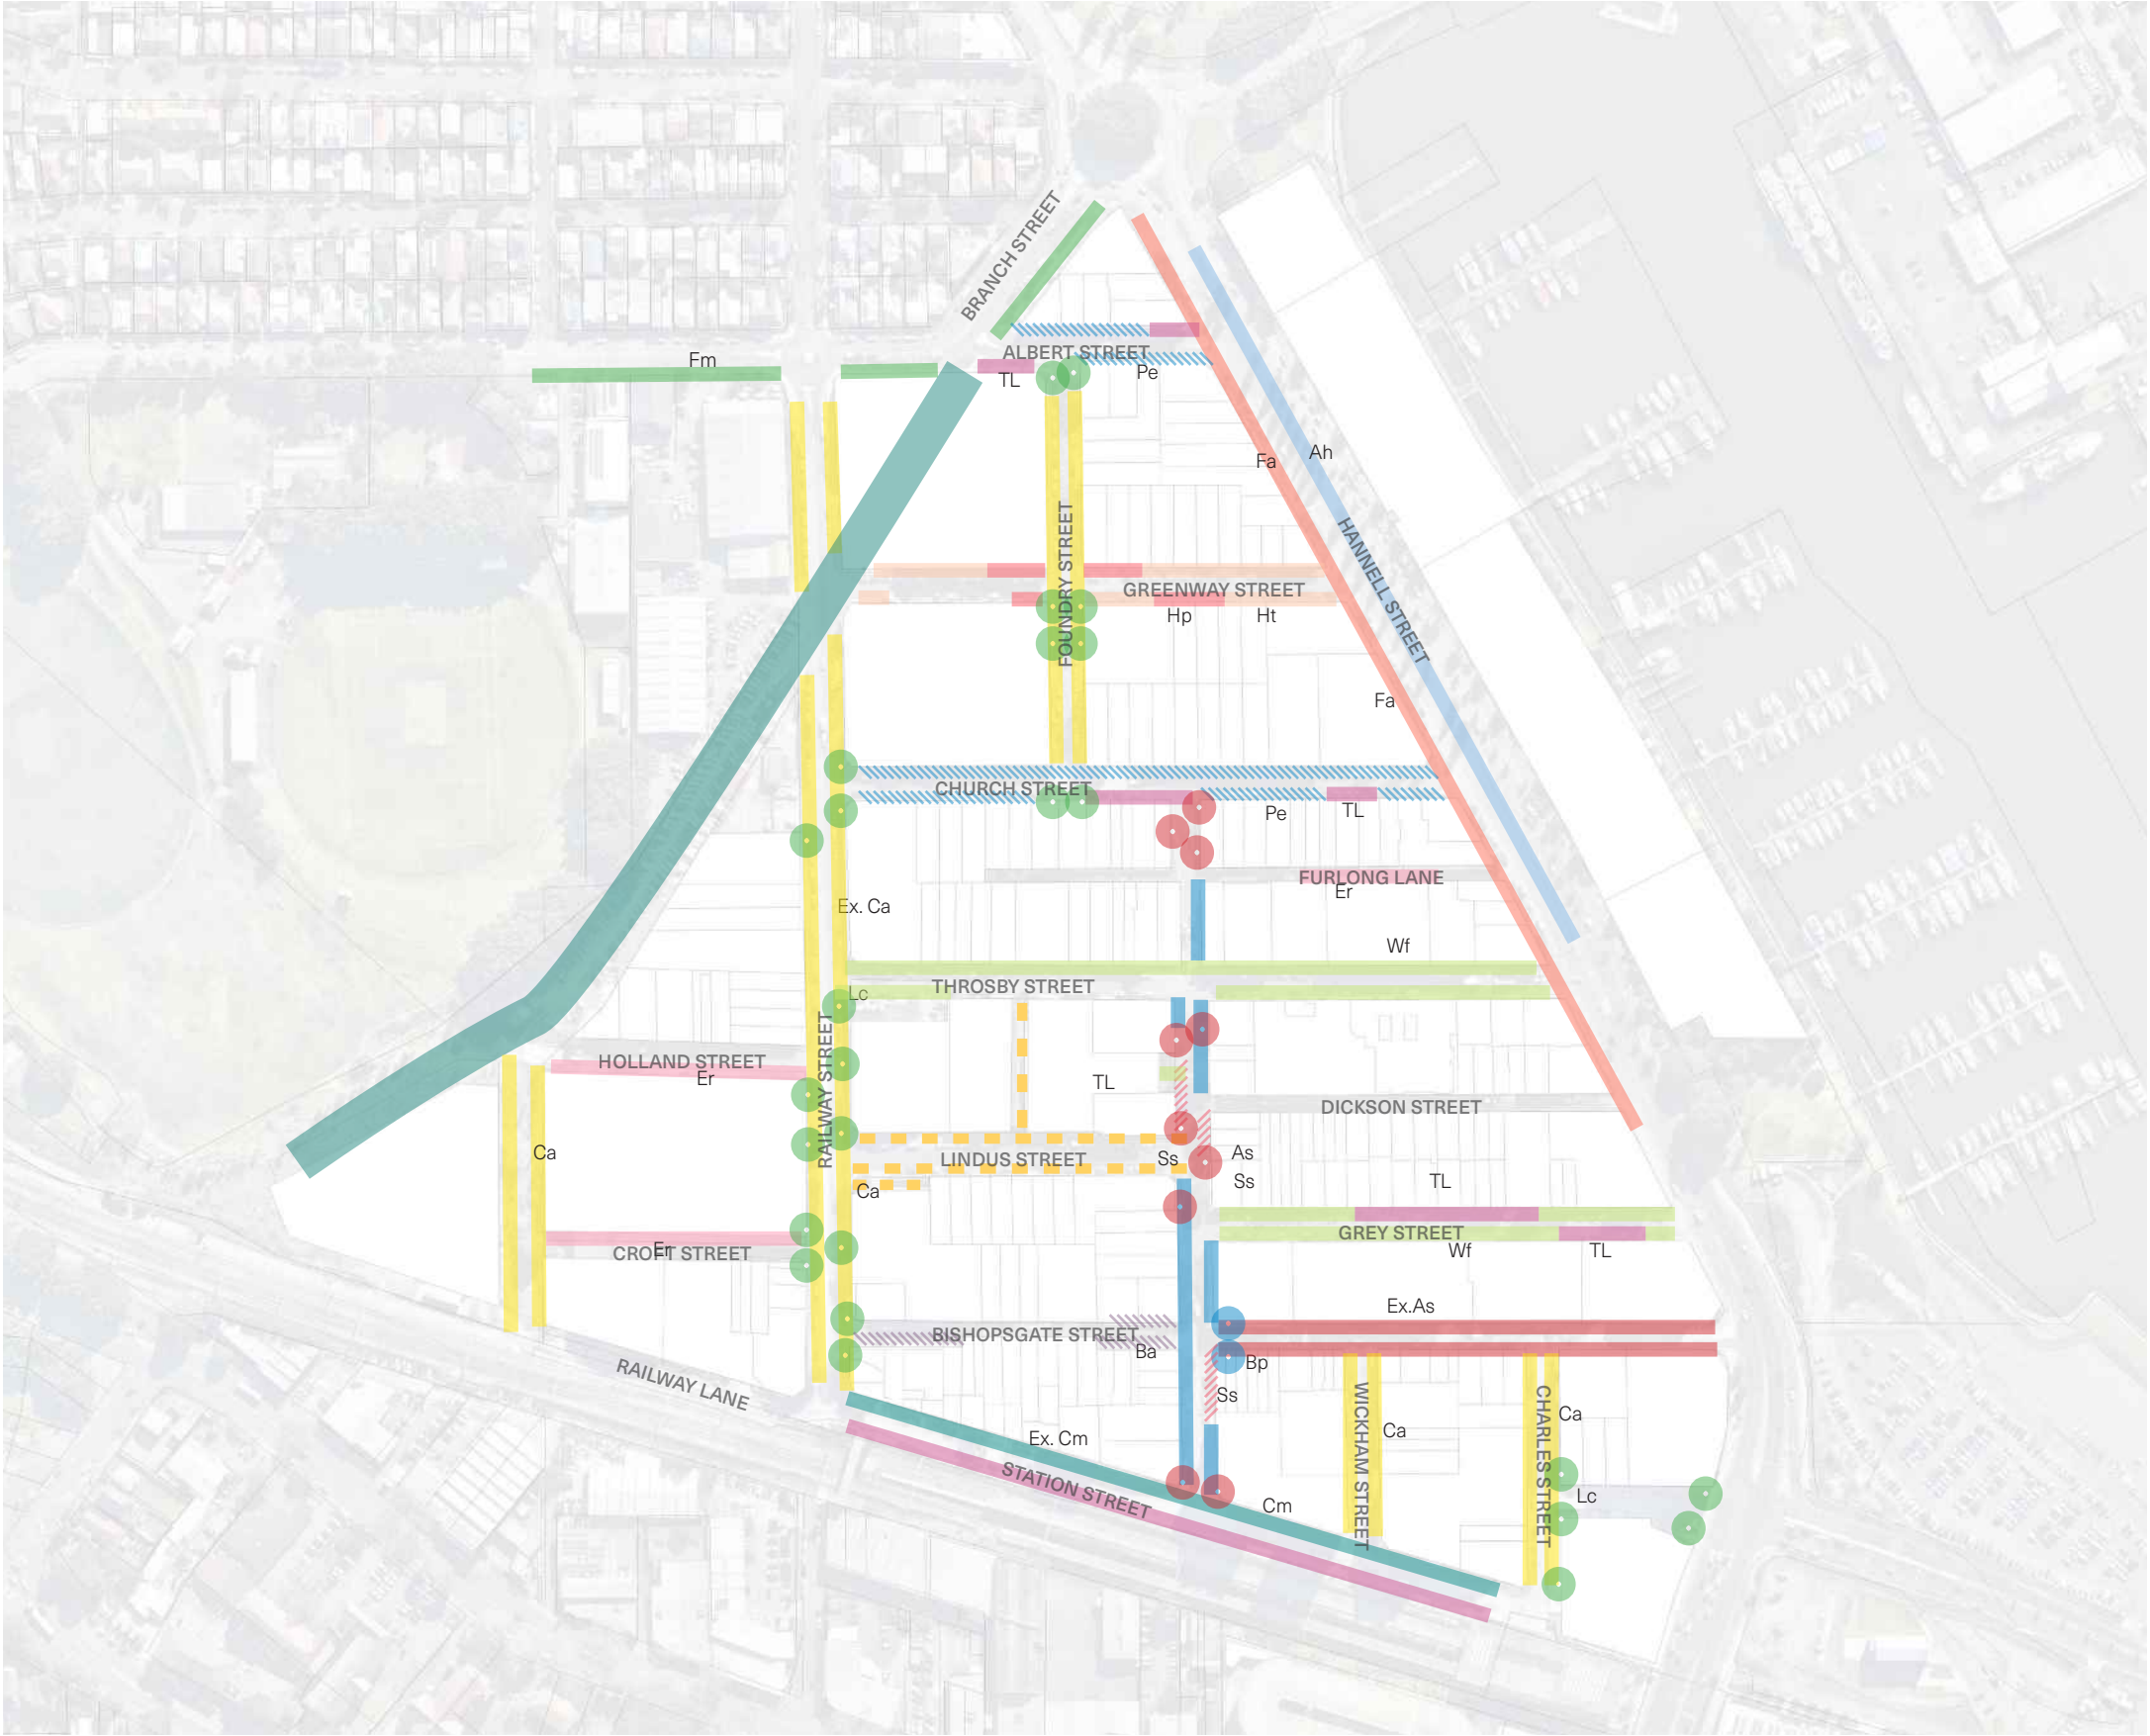 BRANCH STREET
Fm
ALBERT STREET
TL
Pe
Fa
Ah
FOUNDRY STREET
HANNELL STREET
GREENWAY STREET
Hp
Ht
Fa
CHURCH STREET
Pe
TL
FURLONG LANE
Er
Ex. Ca
Wf
THROSBY STREET
Lc
RAILWAY STREET
HOLLAND STREET
Er
TL
DICKSON STREET
Ca
LINDUS STREET
Ss
As
Ss
TL
Ca
GREY STREET
Wf
TL
Er
CROFT STREET
Ex.As
BISHOPSGATE STREET
Ba
Bp
RAILWAY LANE
Ss
WICKHAM STREET
CHARLES STREET
Ca
Ca
Ex. Cm
STATION STREET
Cm
Lc